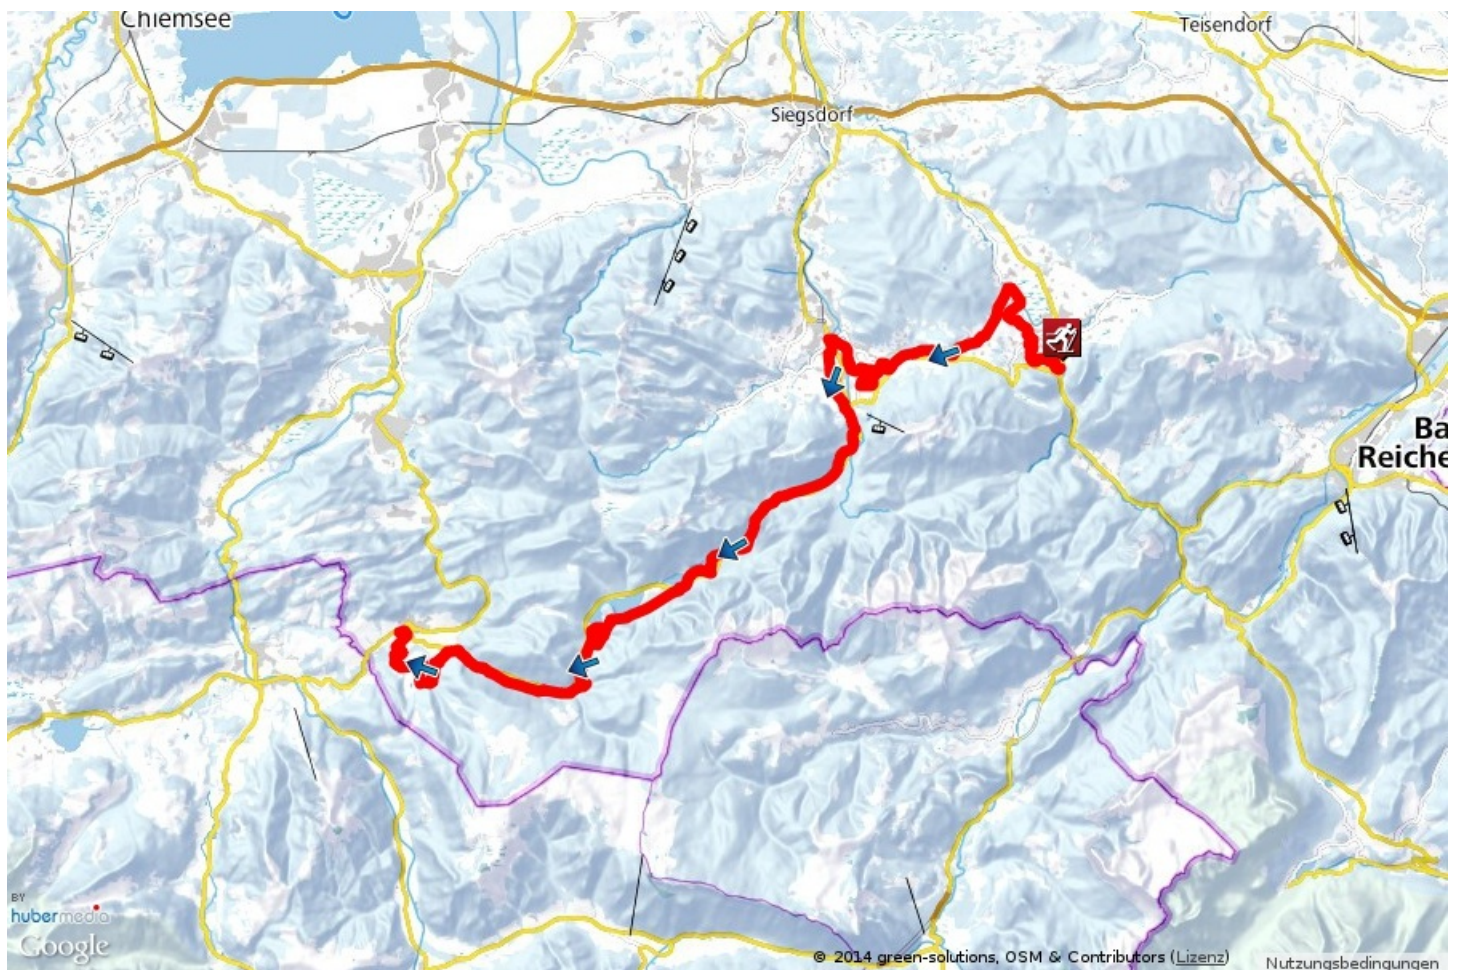 Chiemsee
Teisendorf
Siegsdorf
Ba
Reiche
BY
hubermedia
Google
© 2014 green-solutions, OSM & Contributors (Lizenz)
Nutzungsbedingungen